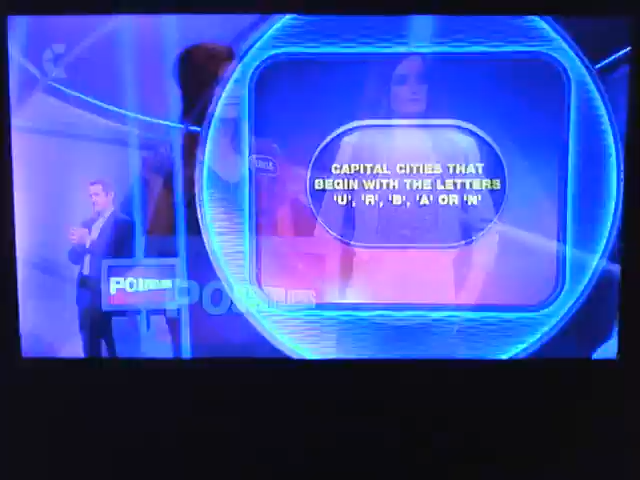 CAPITAL CITIES THAT
BEGIN WITH THE LETTERS
'U', 'R', 'B', 'A' OR 'N'